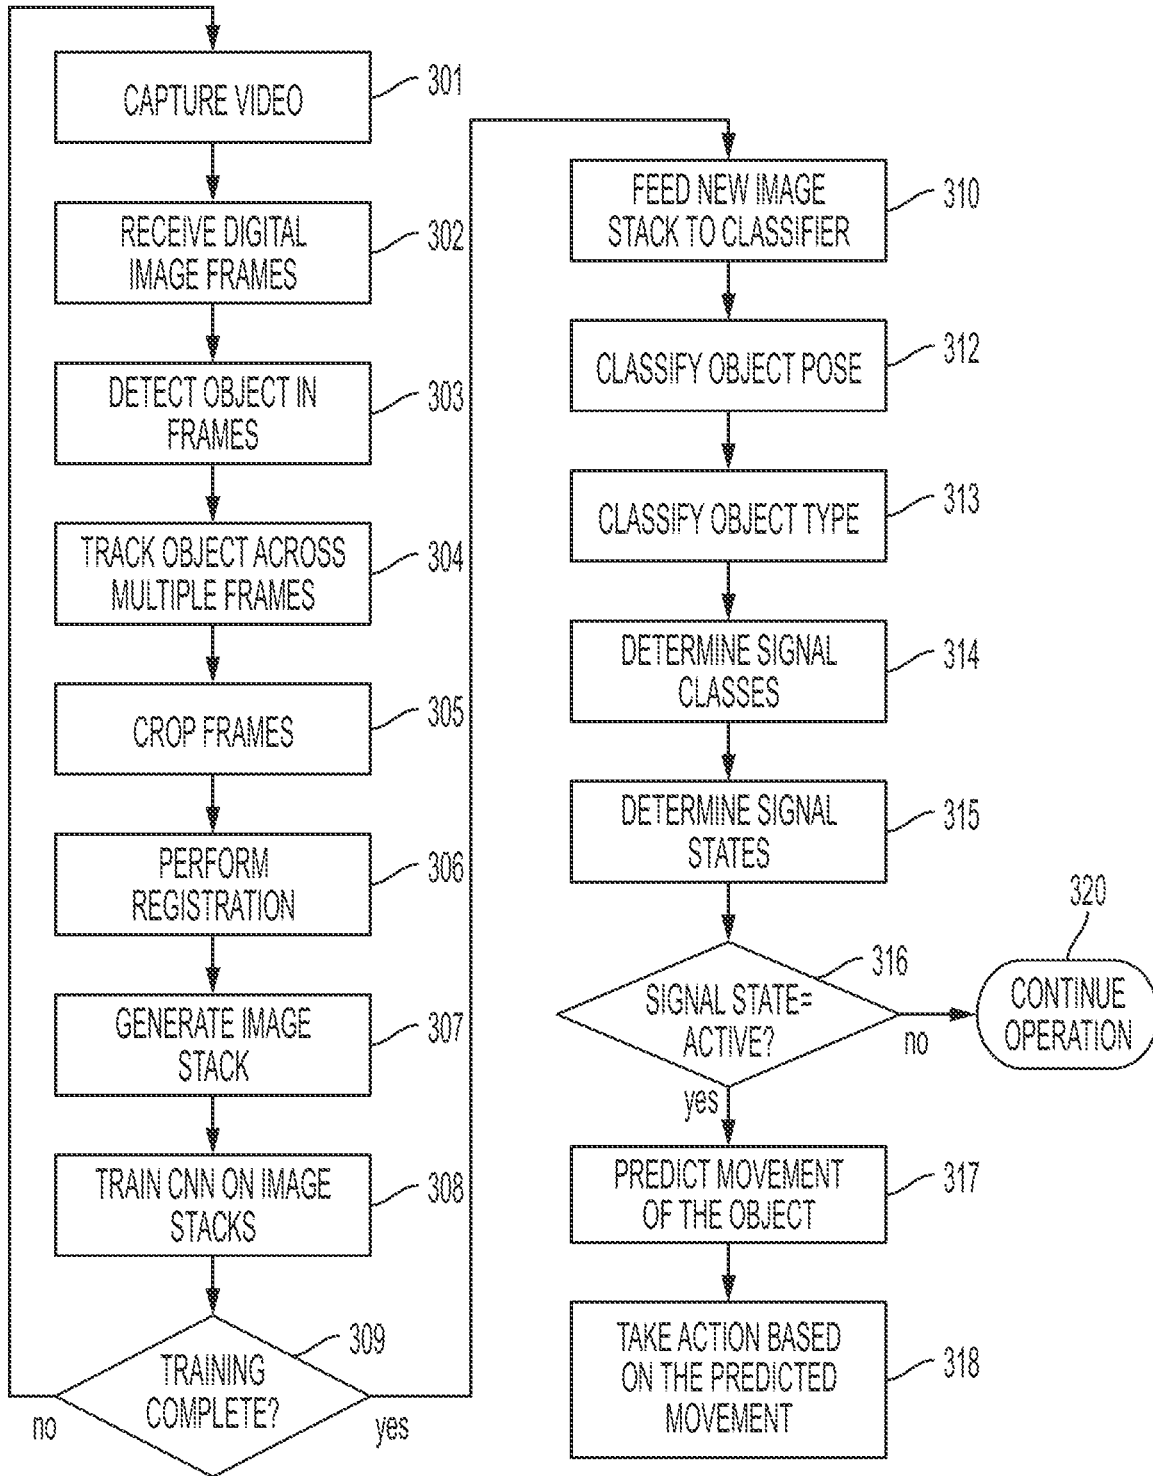 CAPTURE VIDEO
301
RECEIVE DIGITAL
IMAGE FRAMES
302
DETECT OBJECT IN
FRAMES
303
TRACK OBJECT ACROSS
MULTIPLE FRAMES
304
CROP FRAMES
305
PERFORM
REGISTRATION
306
GENERATE IMAGE
STACK
307
TRAIN CNN ON IMAGE
STACKS
308
TRAINING
COMPLETE?
309
no
yes
FEED NEW IMAGE
STACK TO CLASSIFIER
310
CLASSIFY OBJECT POSE
312
CLASSIFY OBJECT TYPE
313
DETERMINE SIGNAL
CLASSES
314
DETERMINE SIGNAL
STATES
315
SIGNAL STATE=
ACTIVE?
316
no
yes
320
CONTINUE
OPERATION
PREDICT MOVEMENT
OF THE OBJECT
317
TAKE ACTION BASED
ON THE PREDICTED
MOVEMENT
318